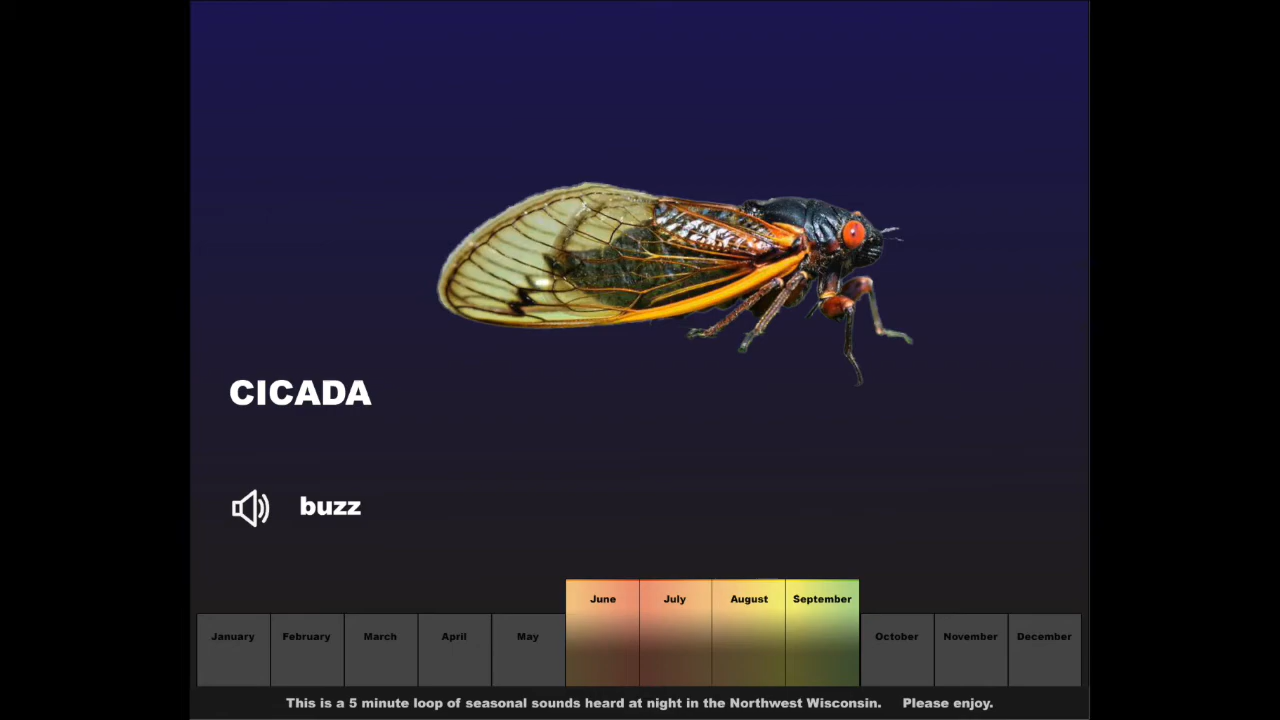 CICADA
buzz
June July August September
January February March April May October November December
This is a 5 minute loop of seasonal sounds heard at night in the Northwest Wisconsin. Please enjoy.